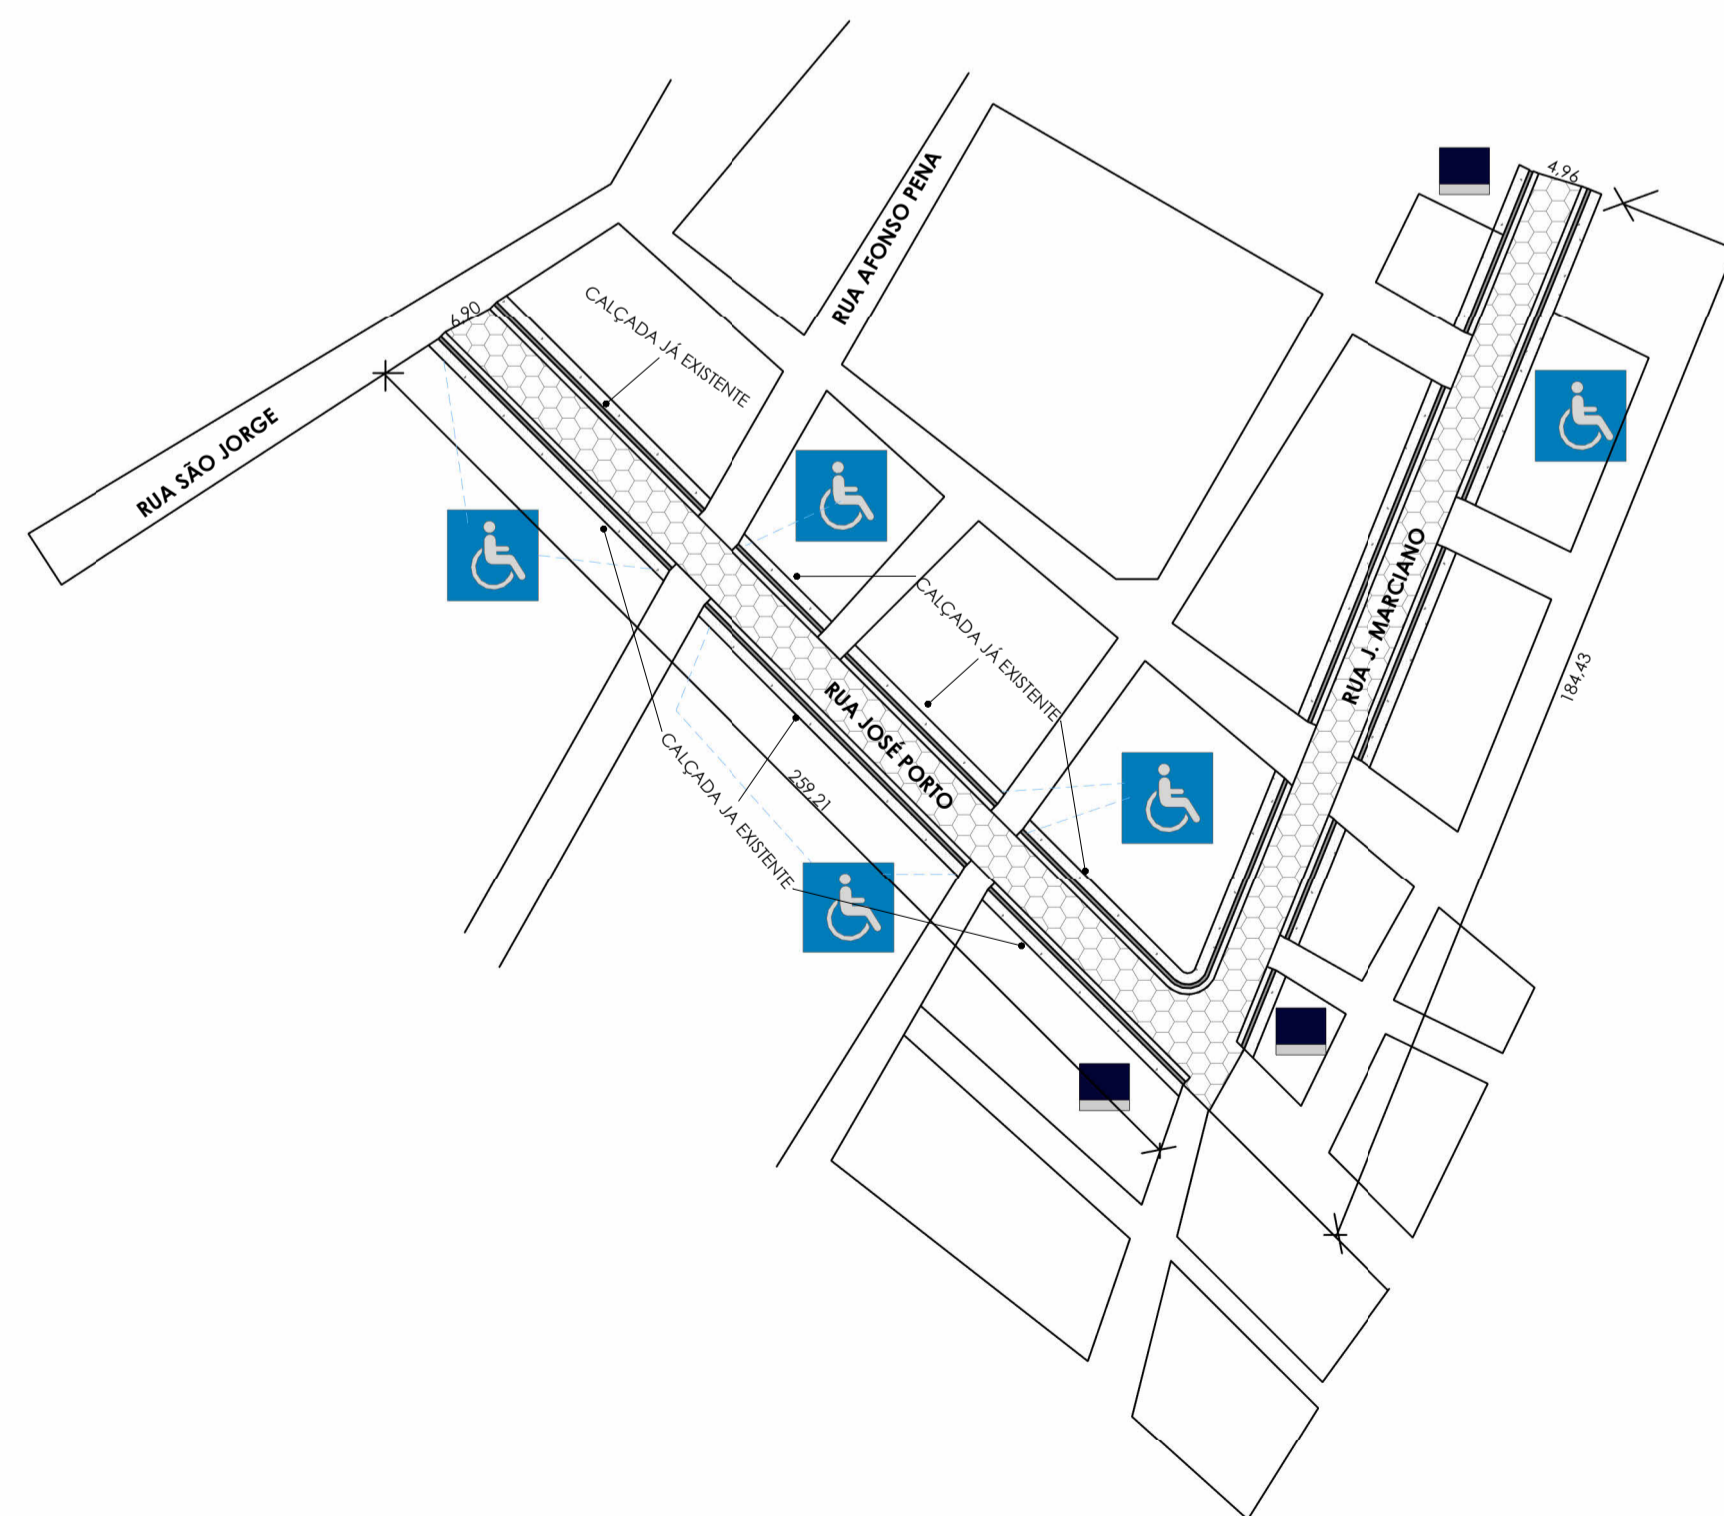 RUA AFONSO PENA
4,96
6,90
CALÇADA JÁ EXISTENTE
RUA SÃO JORGE
CALÇADA JÁ EXISTENTE
RUA J. MARCIANO
184,43
RUA JOSÉ PORTO
259,21
CALÇADA JA EXISTENTE